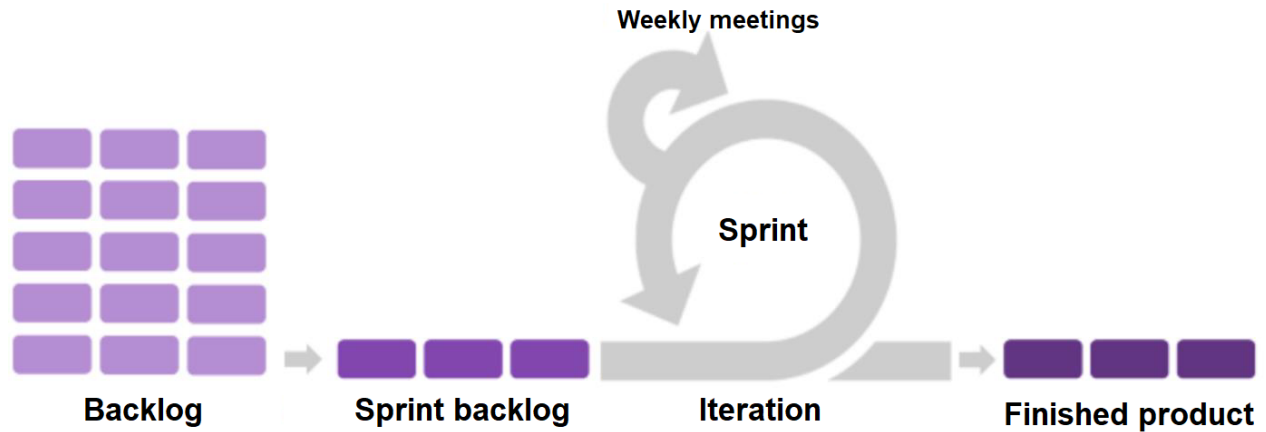 Weekly meetings
Sprint
Backlog
Sprint backlog
Iteration
Finished product